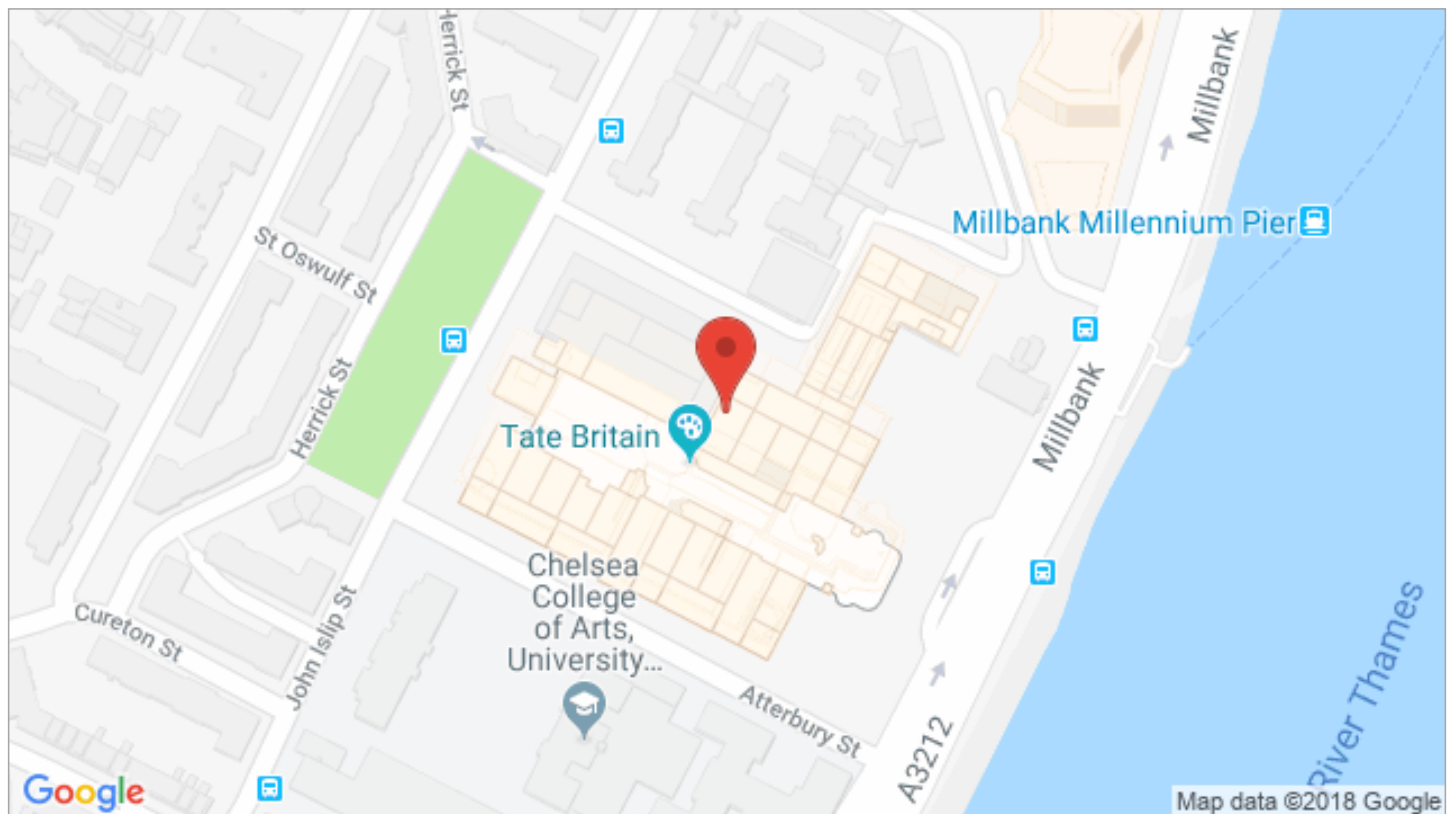 Herrick St
Millbank
Millbank Millennium Pier
St Oswulf St
Herrick St
Millbank
Tate Britain
Chelsea
College
of Arts,
University...
Cureton St
John Islip St
Atterbury St
A3212
River Thames
Google
Map data ©2018 Google